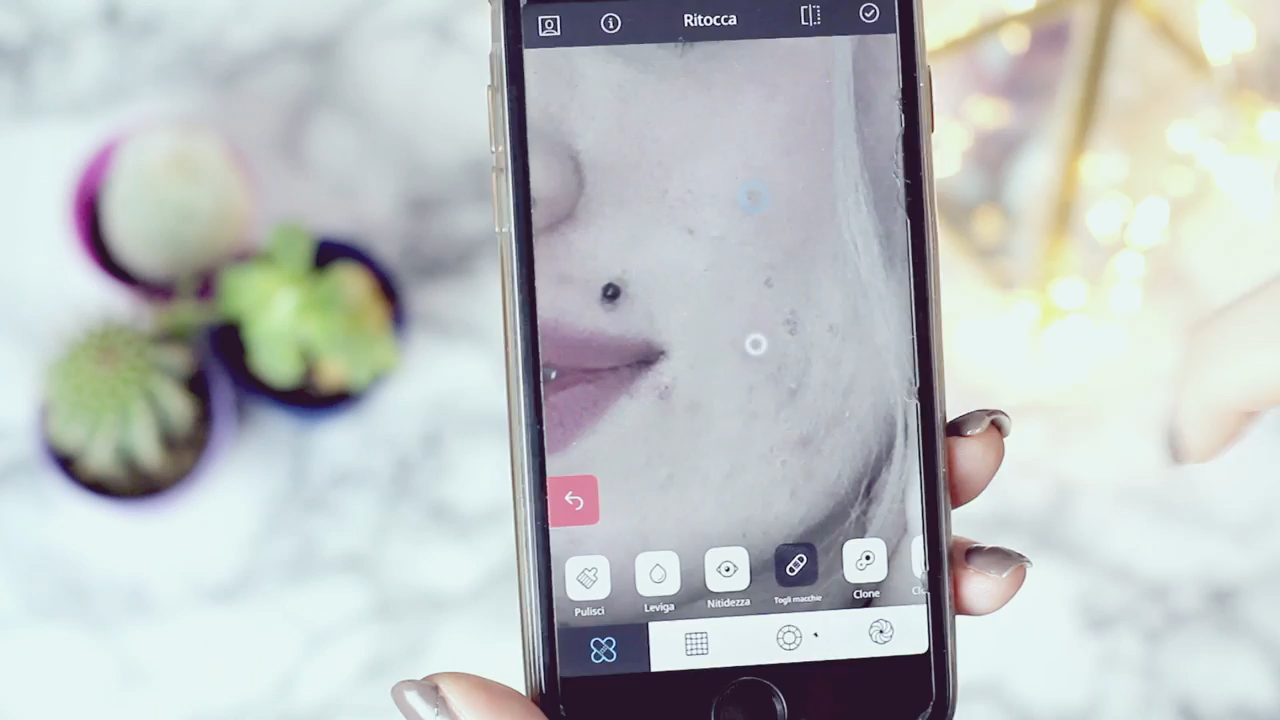 Ritocca
Pulisci
Leviga
Nitidezza
Togli macchie
Clone